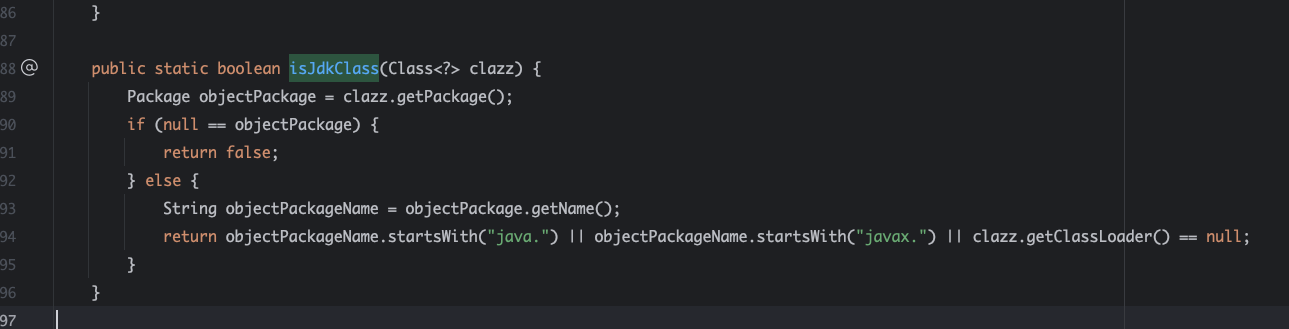 86 }
87
88 @ public static boolean isJdkClass(Class<?> clazz) {
89 Package objectPackage = clazz.getPackage();
90 if (null == objectPackage) {
91 return false;
92 } else {
93 String objectPackageName = objectPackage.getName();
94 return objectPackageName.startsWith("java.") || objectPackageName.startsWith("javax.") || clazz.getClassLoader() == null;
95 }
96 }
97